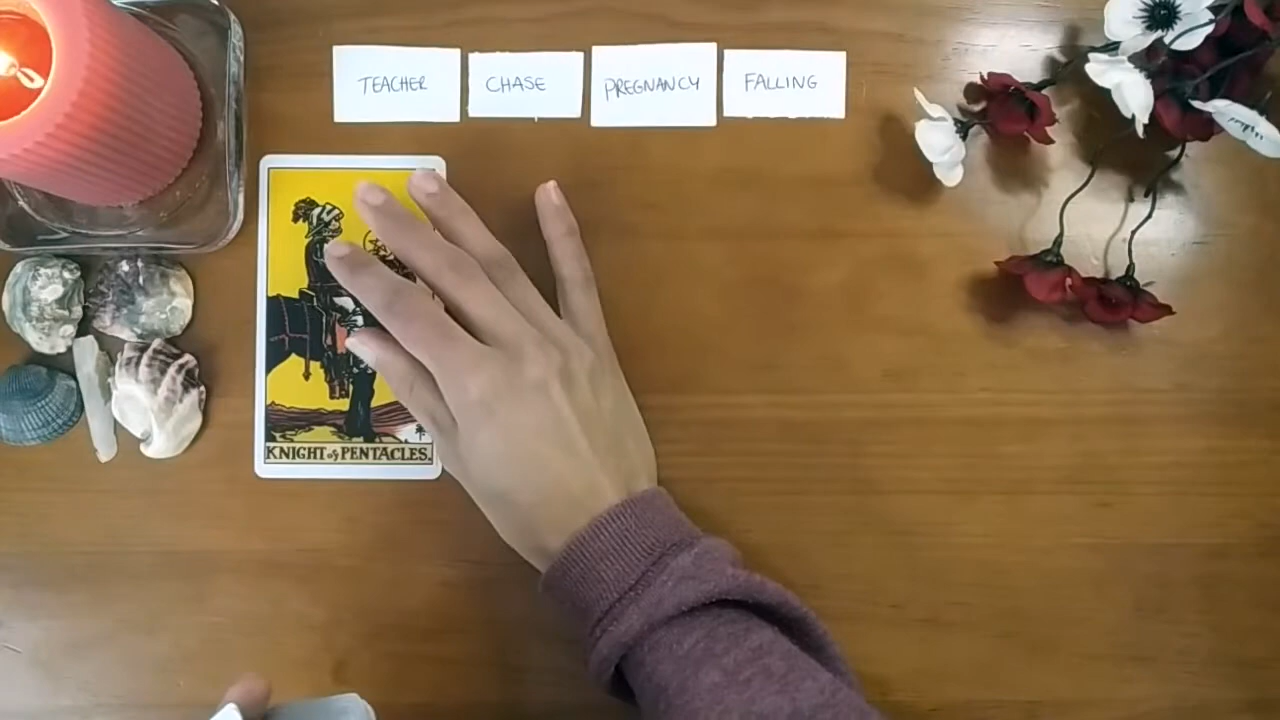 TEACHER
CHASE
PREGNANCY
FALLING
KNIGHT of PENTACLES.